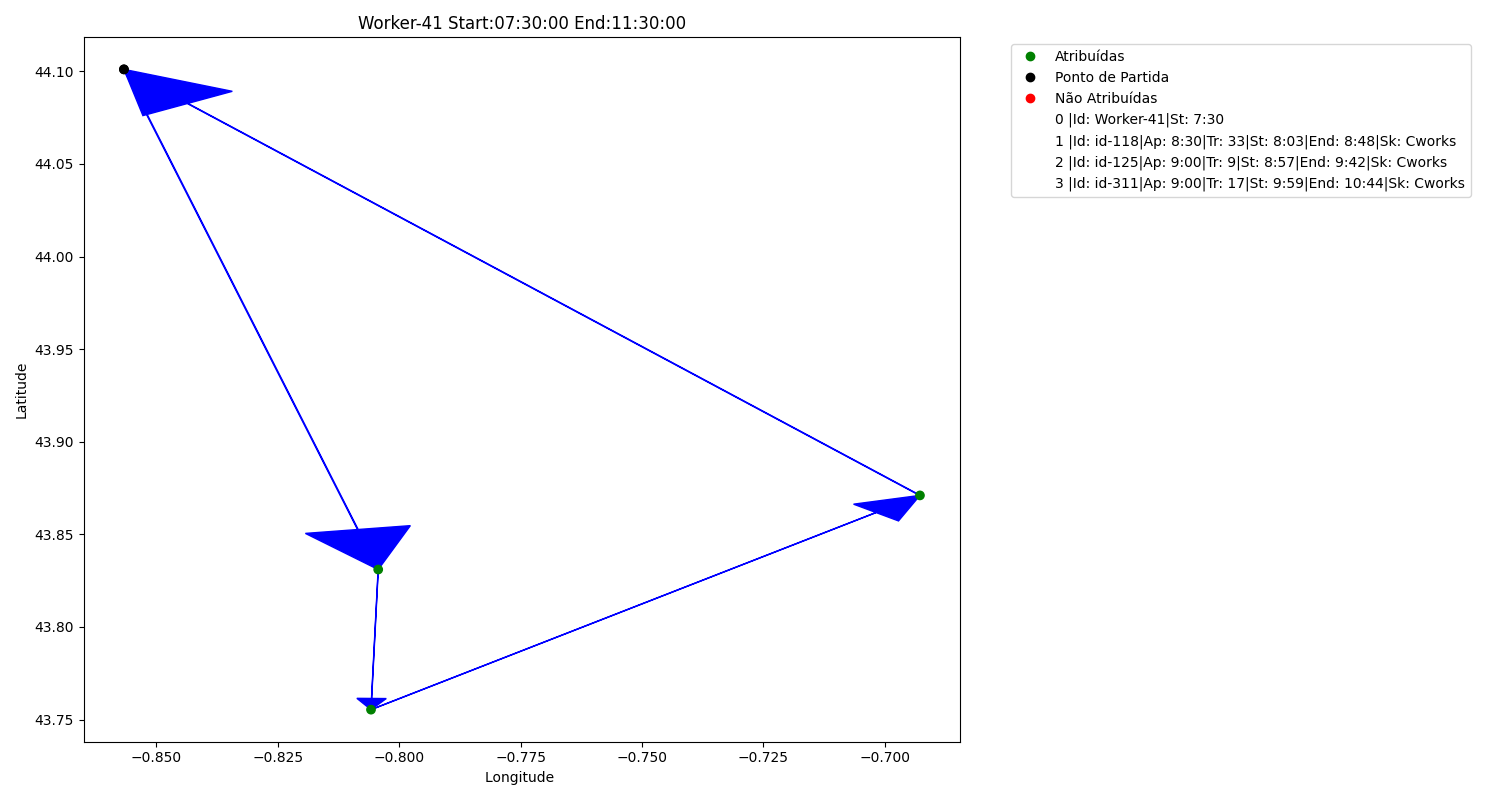 Worker-41 Start:07:30:00 End:11:30:00
Atribuídas
Ponto de Partida
Não Atribuídas
0 |Id: Worker-41|St: 7:30
1 |Id: id-118|Ap: 8:30|Tr: 33|St: 8:03|End: 8:48|Sk: Cworks
2 |Id: id-125|Ap: 9:00|Tr: 9|St: 8:57|End: 9:42|Sk: Cworks
3 |Id: id-311|Ap: 9:00|Tr: 17|St: 9:59|End: 10:44|Sk: Cworks
44.10
44.05
44.00
43.95
43.90
43.85
43.80
43.75
Latitude
−0.850 −0.825 −0.800 −0.775 −0.750 −0.725 −0.700
Longitude